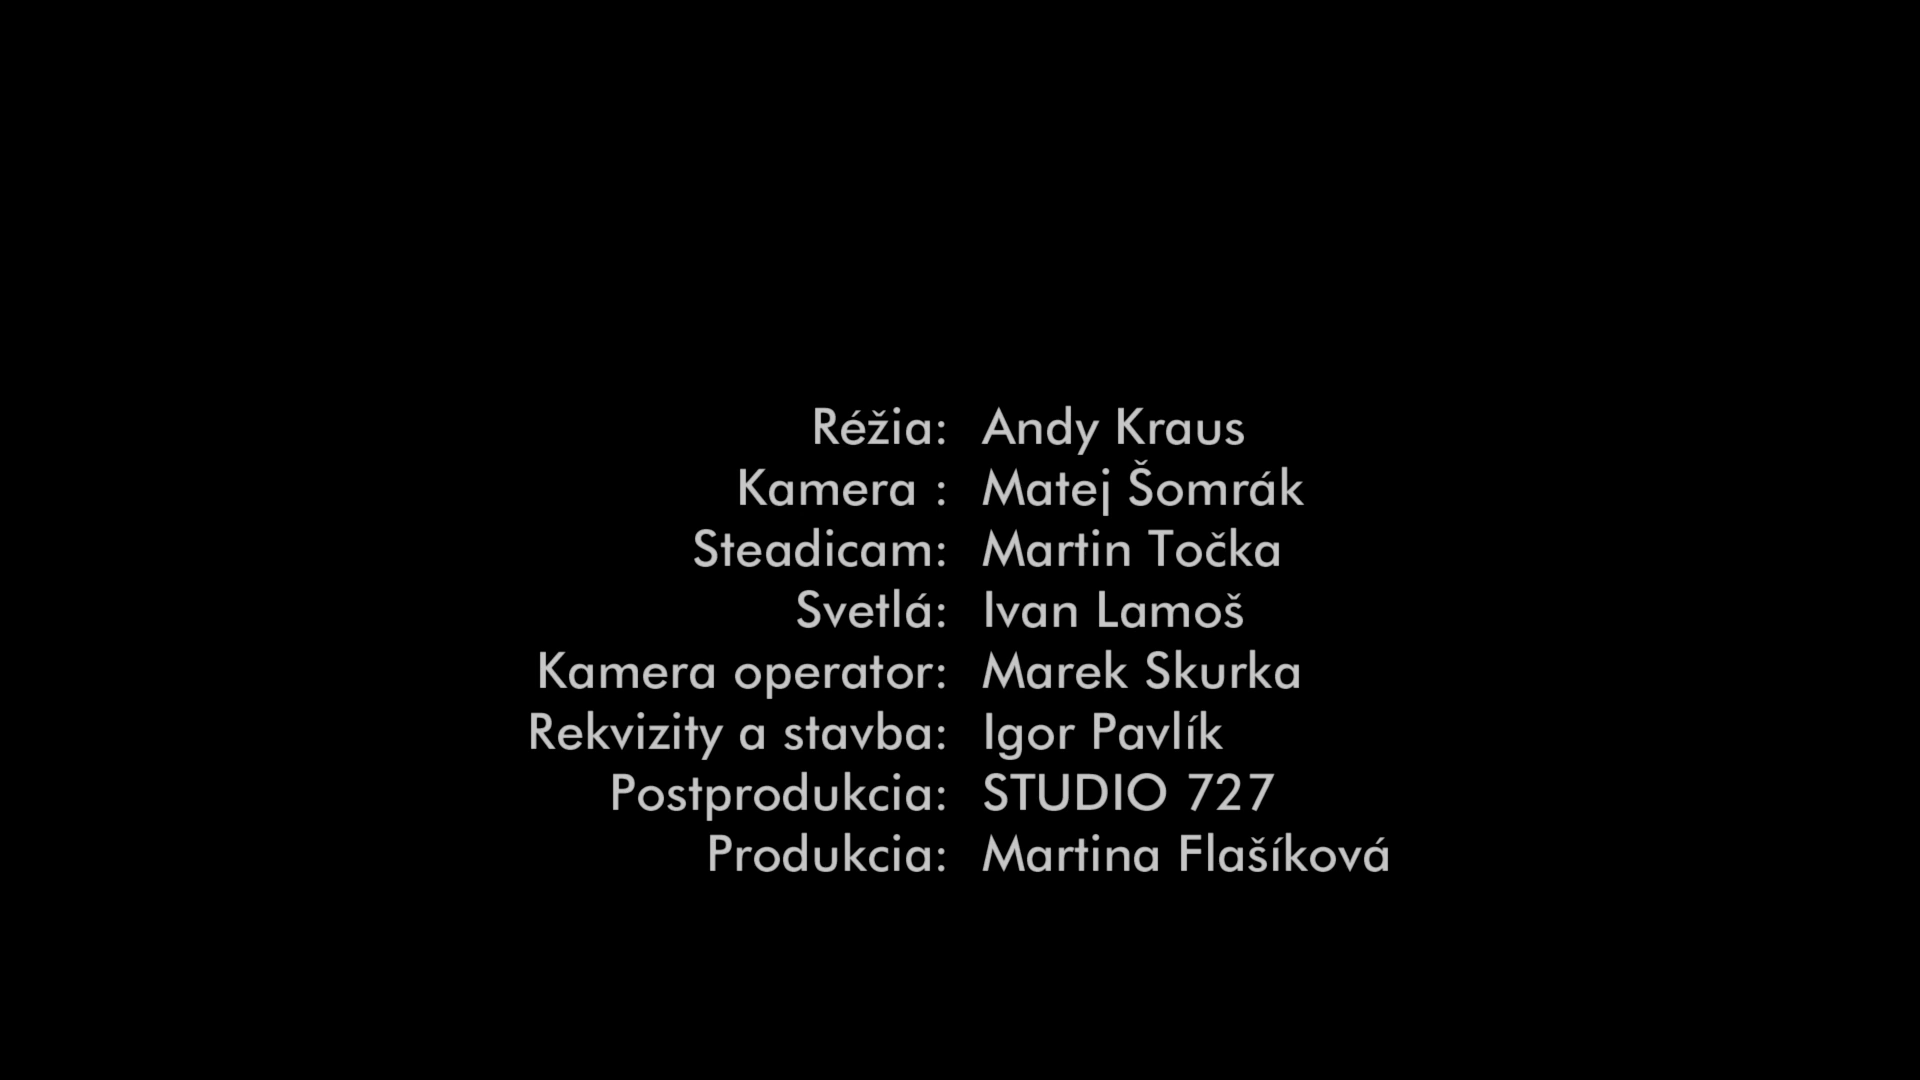 Réžia: Andy Kraus
Kamera : Matej Šomrák
Steadicam: Martin Točka
Svetlá: Ivan Lamoš
Kamera operator: Marek Skurka
Rekvizity a stavba: Igor Pavlík
Postprodukcia: STUDIO 727
Produkcia: Martina Flašíková